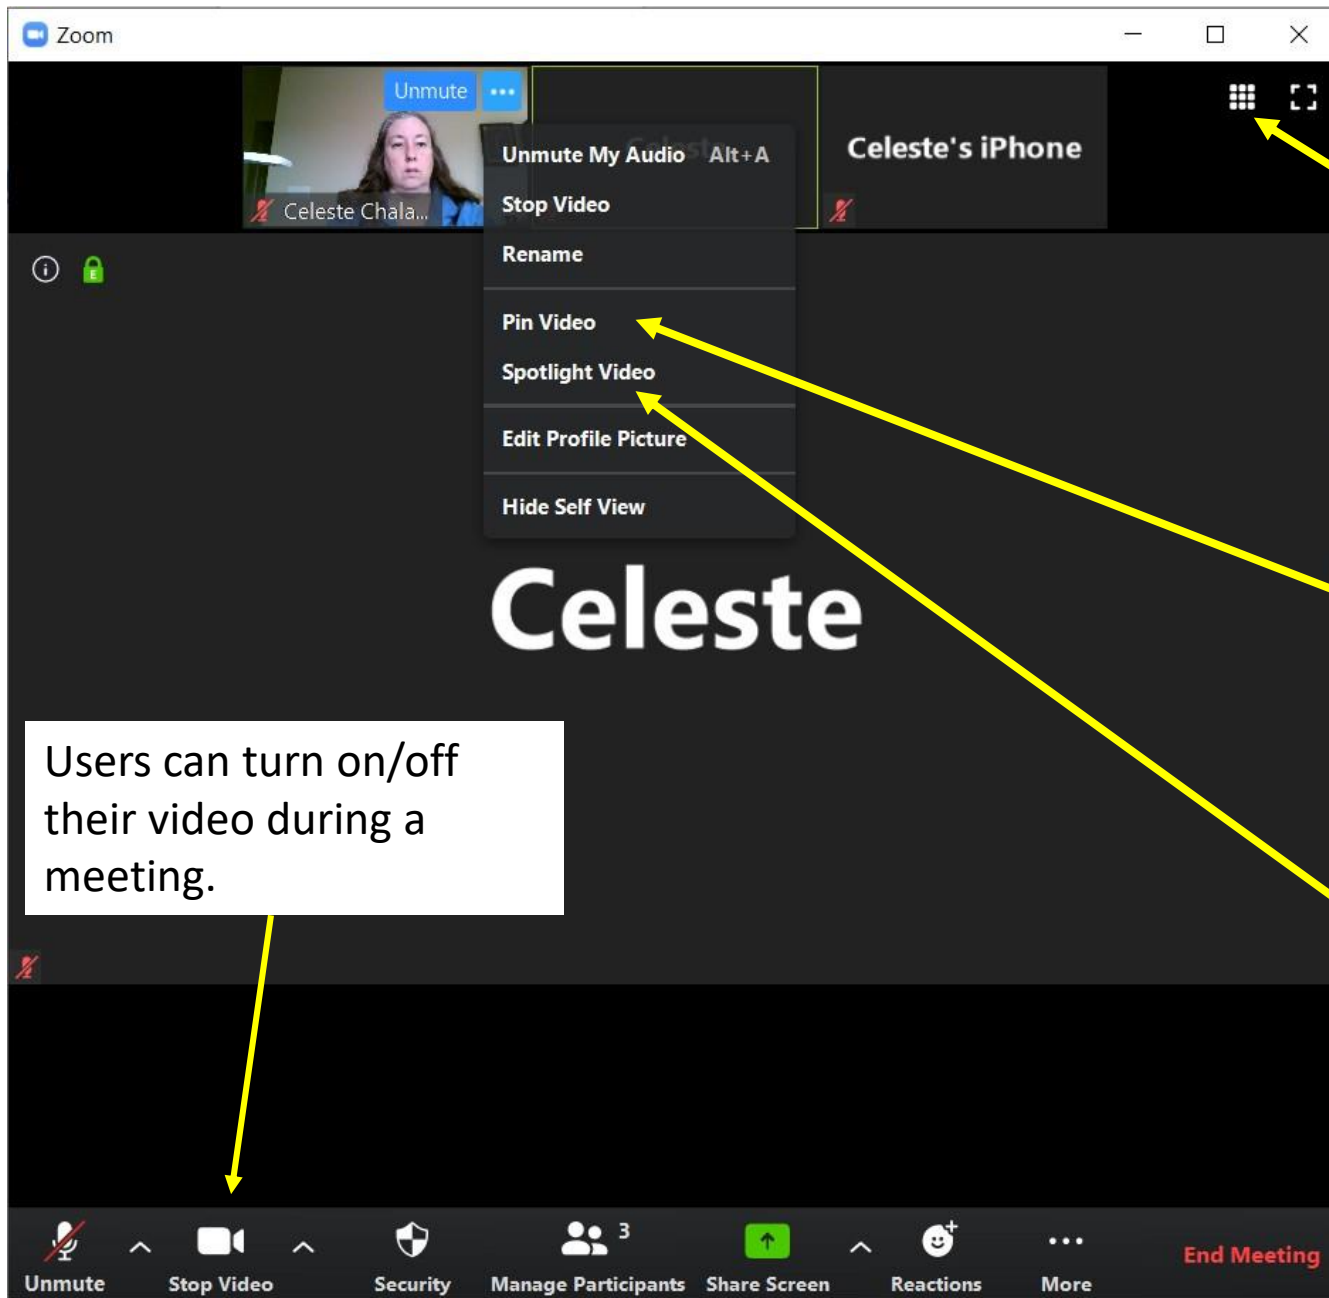 Zoom
Unmute
Celeste Chala...
Celeste's iPhone
Unmute My Audio Alt+A
Stop Video
Rename
Pin Video
Spotlight Video
Edit Profile Picture
Hide Self View
Celeste
Users can turn on/off
their video during a
meeting.
3
Unmute
Stop Video
Security
Manage Participants
Share Screen
Reactions
More
End Meeting